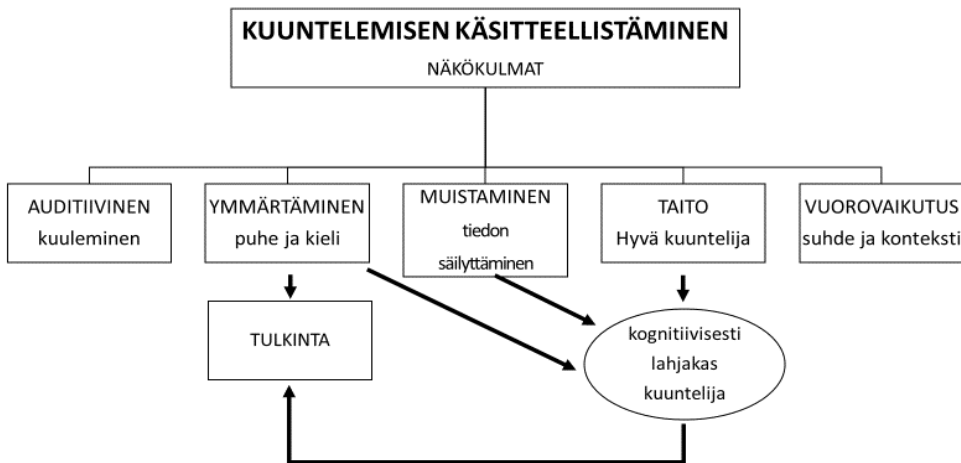 KUUNTELEMISEN KÄSITTEELLISTÄMINEN
NÄKÖKULMAT
AUDITIIVINEN
kuuleminen
YMMÄRTÄMINEN
puhe ja kieli
MUISTAMINEN
tiedon
säilyttäminen
TAITO
Hyvä kuuntelija
VUOROVAIKUTUS
suhde ja konteksti
TULKINTA
kognitiivisesti
lahjakas
kuuntelija